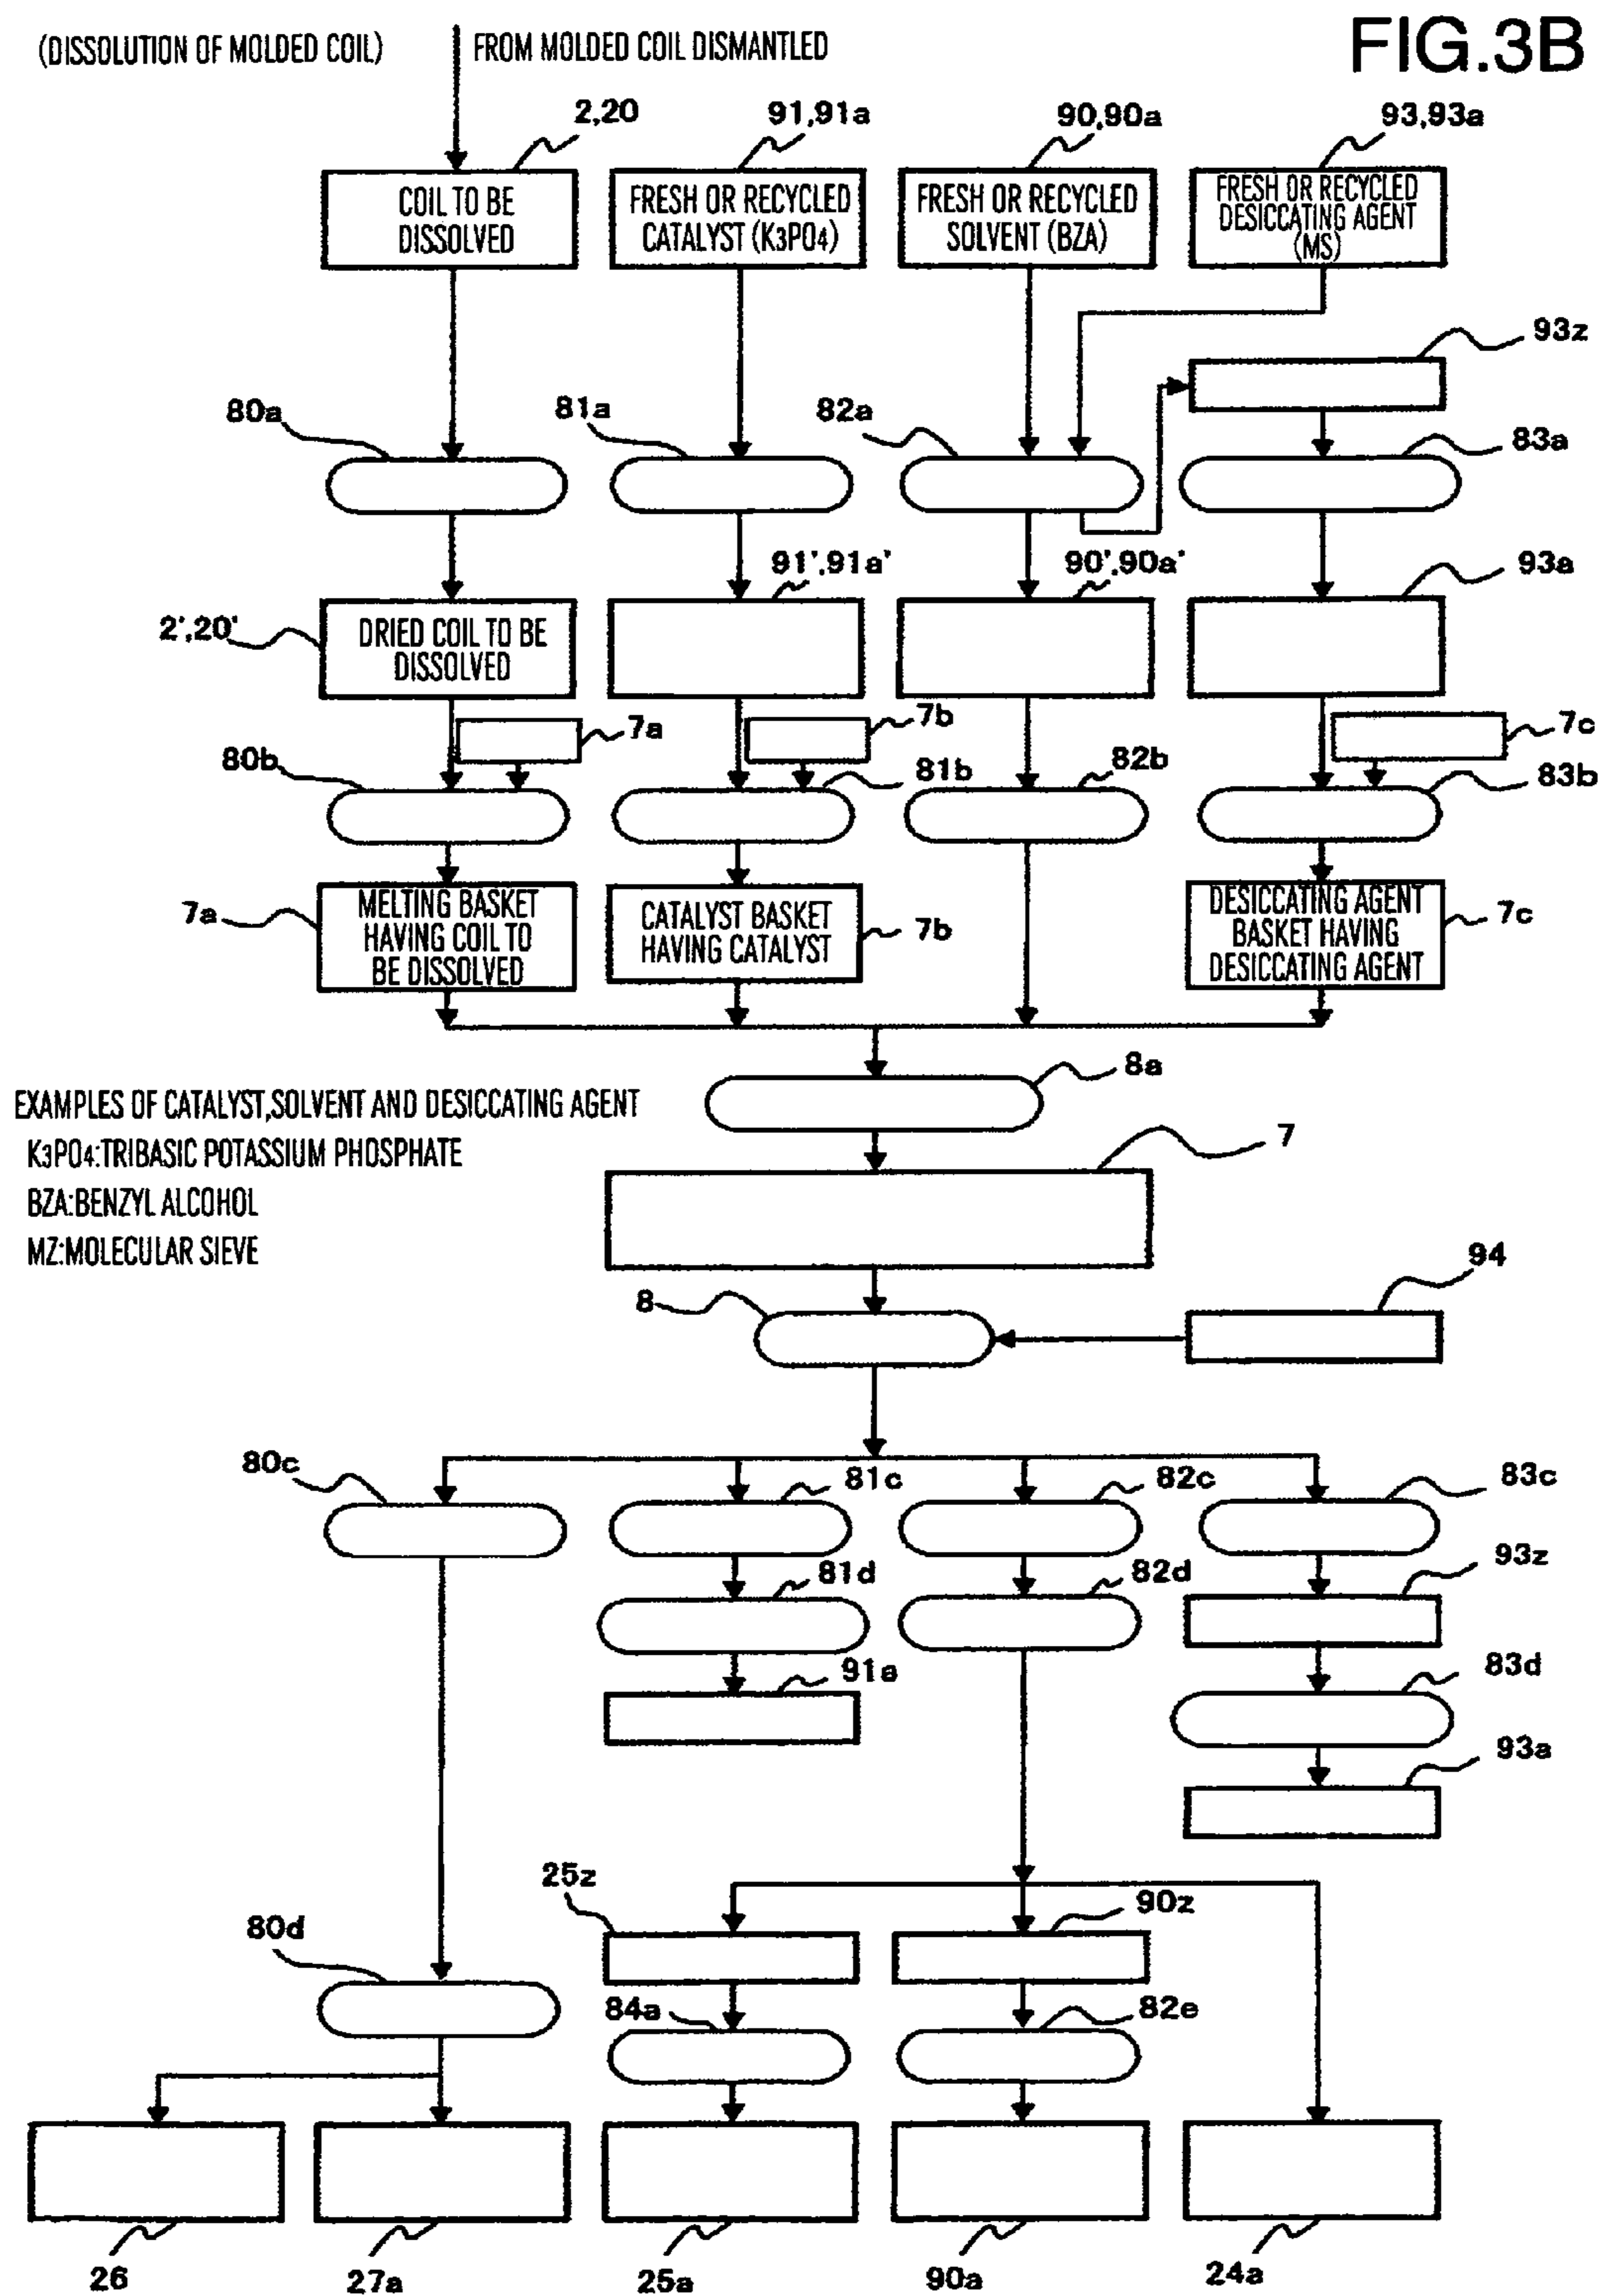 FIG.3B
(DISSOLUTION OF MOLDED COIL)
FROM MOLDED COIL DISMANTLED
2,20
91,91a
90,90a
93,93a
COIL TO BE
DISSOLVED
FRESH OR RECYCLED
CATALYST (K3PO4)
FRESH OR RECYCLED
SOLVENT (BZA)
FRESH OR RECYCLED
DESICCATING AGENT
(MS)
93z
80a
81a
82a
83a
91',91a'
90',90a'
93a
2',20'
DRIED COIL TO BE
DISSOLVED
7a
7b
7c
80b
81b
82b
83b
7a
MELTING BASKET
HAVING COIL TO
BE DISSOLVED
CATALYST BASKET
HAVING CATALYST
7b
DESICCATING AGENT
BASKET HAVING
DESICCATING AGENT
7c
8a
EXAMPLES OF CATALYST,SOLVENT AND DESICCATING AGENT
K3PO4:TRIBASIC POTASSIUM PHOSPHATE
BZA:BENZYL ALCOHOL
MZ:MOLECULAR SIEVE
7
94
8
80c
81c
82c
83c
93z
81d
82d
91a
83d
93a
25z
90z
80d
84a
82e
26
27a
25a
90a
24a